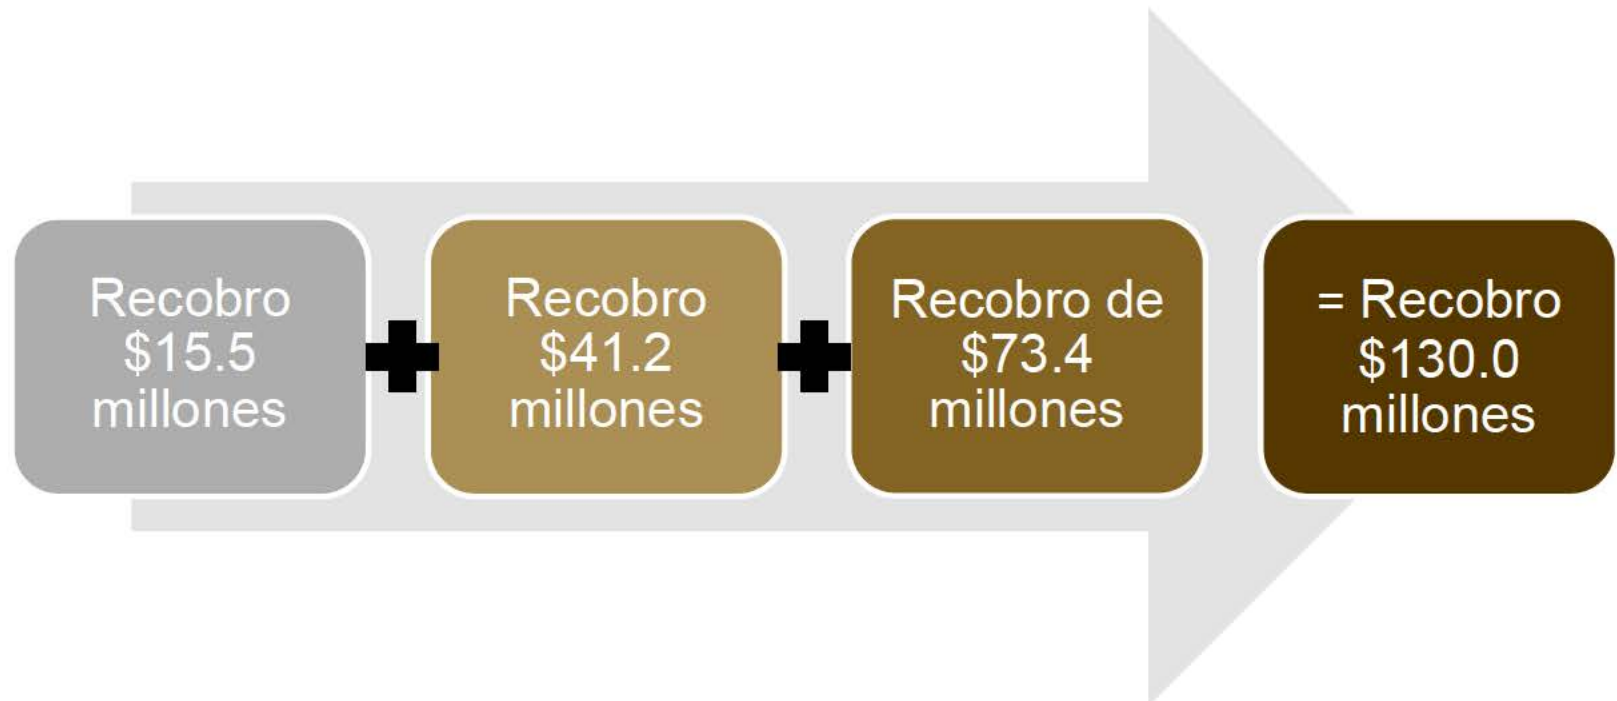 Recobro
$15.5
millones
Recobro
$41.2
millones
Recobro de
$73.4
millones
= Recobro
$130.0
millones